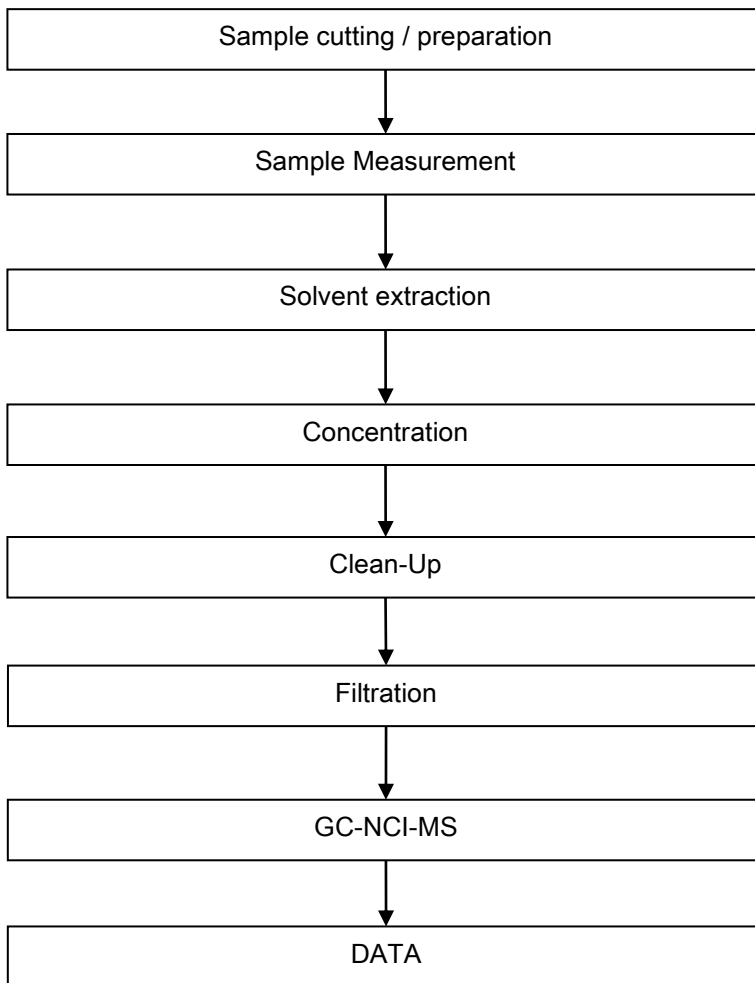 Sample cutting / preparation
Sample Measurement
Solvent extraction
Concentration
Clean-Up
Filtration
GC-NCI-MS
DATA